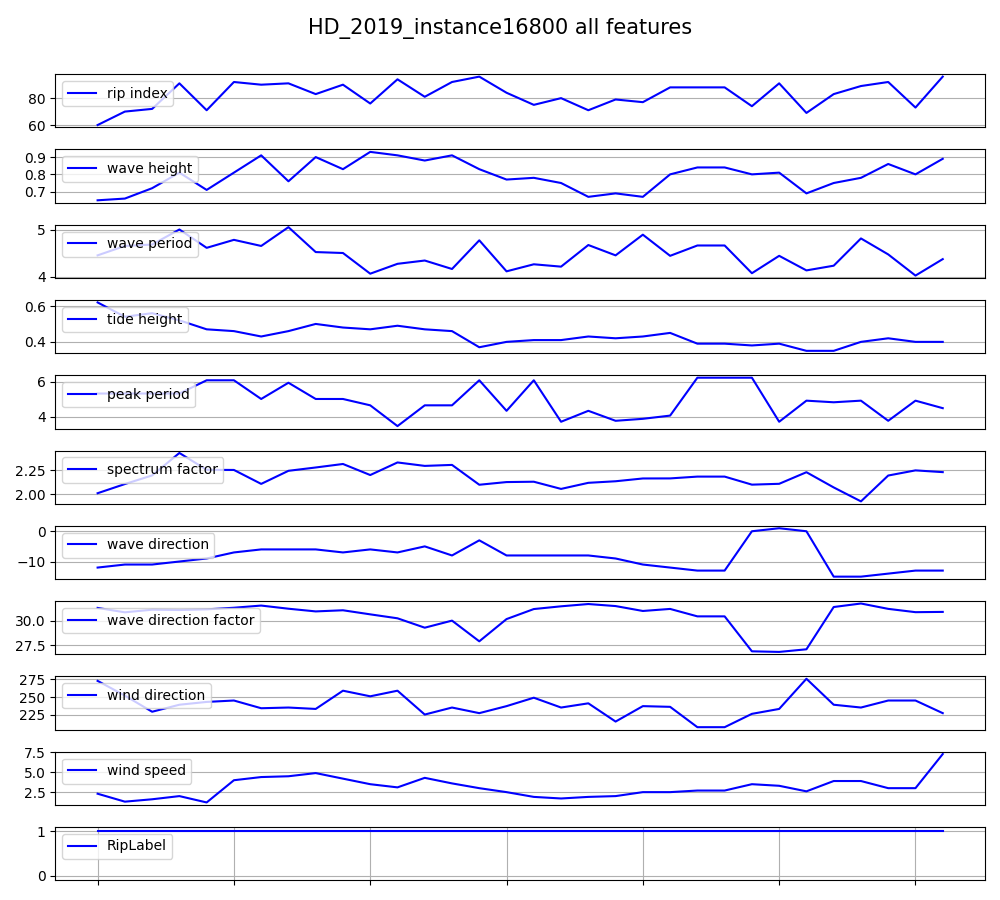 HD_2019_instance16800 all features
80
60
rip index
0.9
0.8
0.7
wave height
5
4
wave period
0.6
0.4
tide height
6
4
peak period
2.25
2.00
spectrum factor
0
−10
wave direction
30.0
27.5
wave direction factor
275
250
225
wind direction
7.5
5.0
2.5
wind speed
1
0
RipLabel